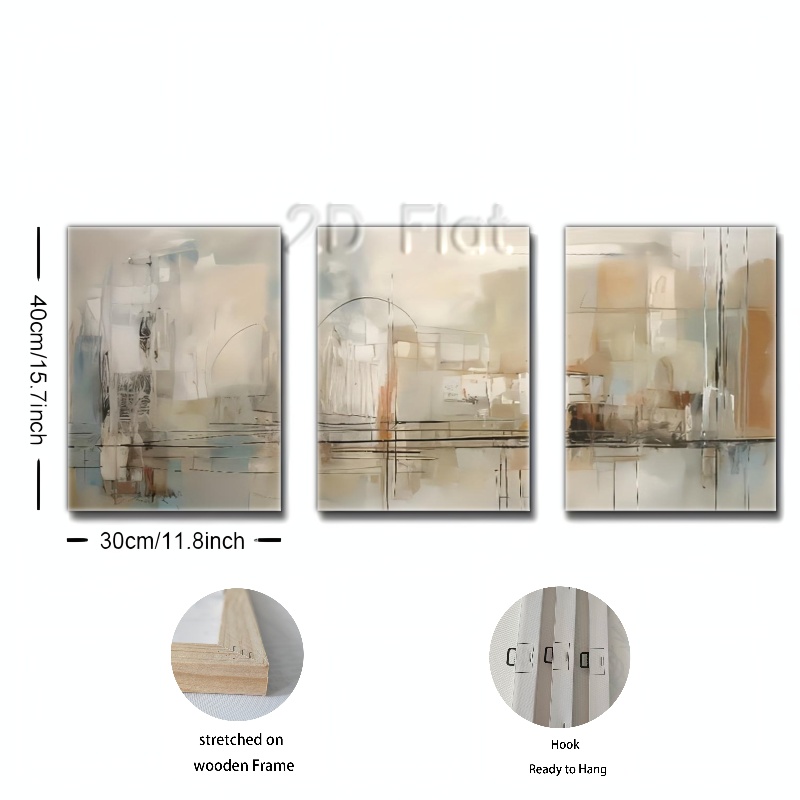 2D Flat
40cm/15.7inch
30cm/11.8inch
stretched on
wooden Frame
Hook
Ready to Hang